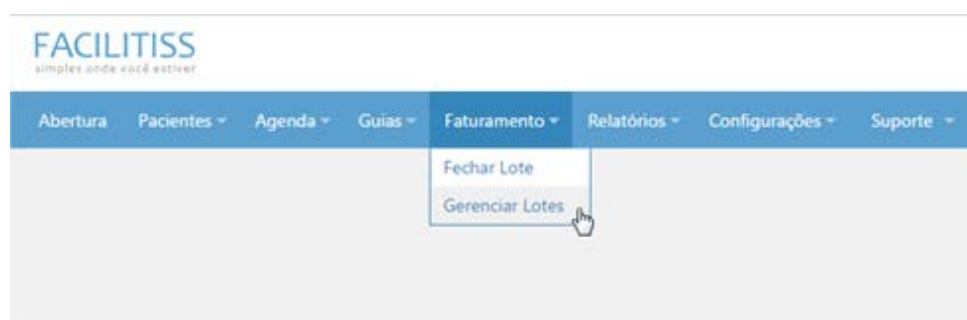 FACILITISS
simples onde você estiver
Abertura Pacientes Agenda Guias Faturamento Relatórios Configurações Suporte
Fechar Lote
Gerenciar Lotes